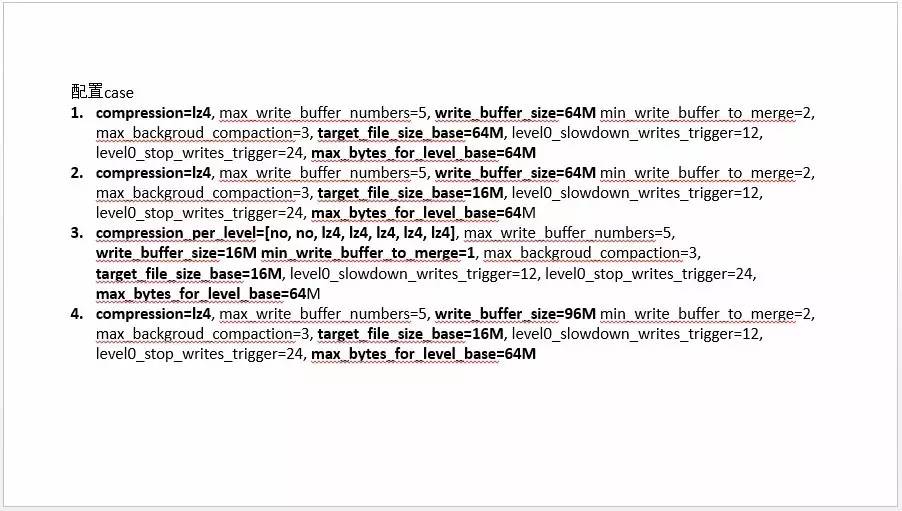 配置case
1. compression=lz4, max_write_buffer_numbers=5, write_buffer_size=64M min_write_buffer_to_merge=2,
max_backgroud_compaction=3, target_file_size_base=64M, level0_slowdown_writes_trigger=12,
level0_stop_writes_trigger=24, max_bytes_for_level_base=64M
2. compression=lz4, max_write_buffer_numbers=5, write_buffer_size=64M min_write_buffer_to_merge=2,
max_backgroud_compaction=3, target_file_size_base=16M, level0_slowdown_writes_trigger=12,
level0_stop_writes_trigger=24, max_bytes_for_level_base=64M
3. compression_per_level=[no, no, lz4, lz4, lz4, lz4, lz4], max_write_buffer_numbers=5,
write_buffer_size=16M min_write_buffer_to_merge=1, max_backgroud_compaction=3,
target_file_size_base=16M, level0_slowdown_writes_trigger=12, level0_stop_writes_trigger=24,
max_bytes_for_level_base=64M
4. compression=lz4, max_write_buffer_numbers=5, write_buffer_size=96M min_write_buffer_to_merge=2,
max_backgroud_compaction=3, target_file_size_base=16M, level0_slowdown_writes_trigger=12,
level0_stop_writes_trigger=24, max_bytes_for_level_base=64M